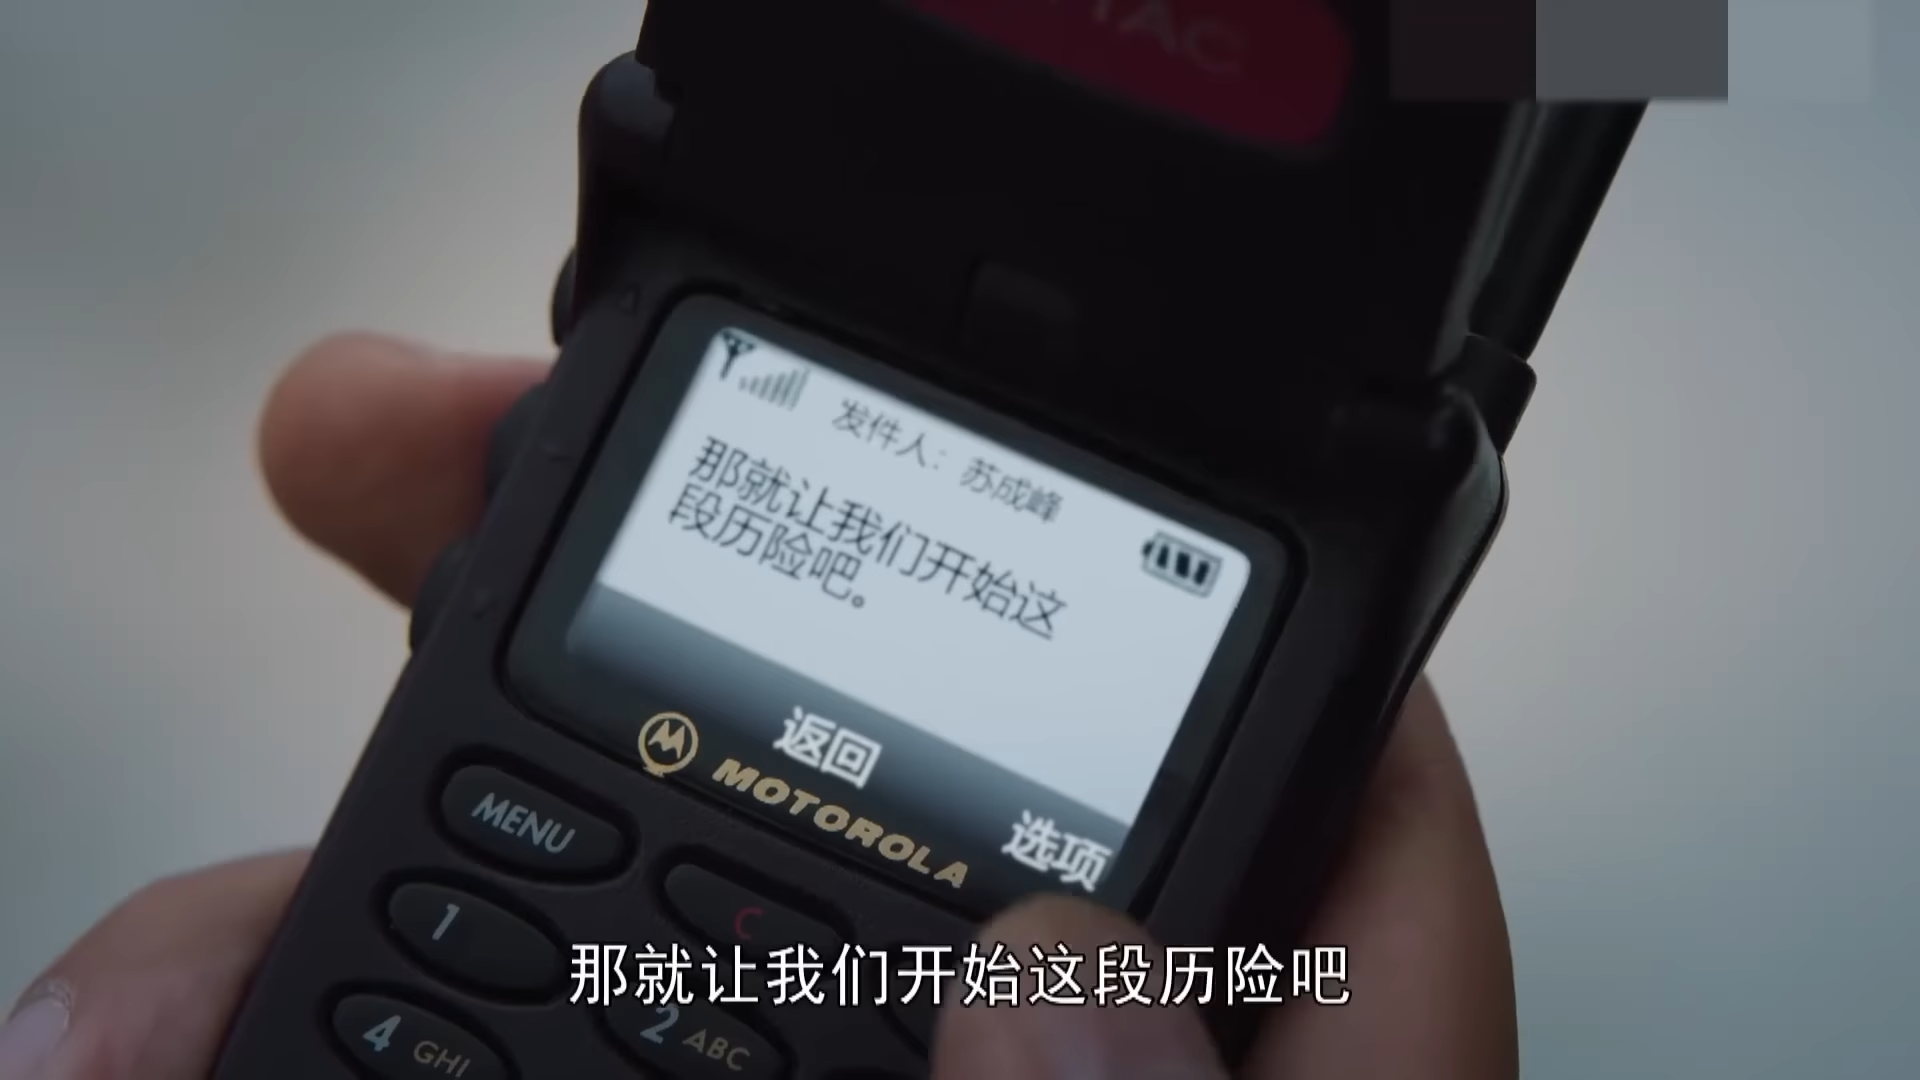 TAC
发件人：苏成峰
那就让我们开始这
段历险吧。
返回
选项
MOTOROLA
MENU
C
1
2 ABC
4 GHI
那就让我们开始这段历险吧